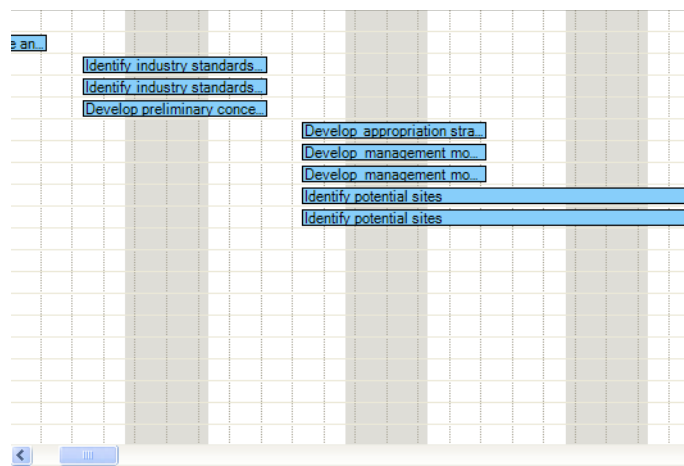 e an...
Identify industry standards...
Identify industry standards...
Develop preliminary conce...
Develop appropriation stra...
Develop management mo...
Develop management mo...
Identify potential sites
Identify potential sites